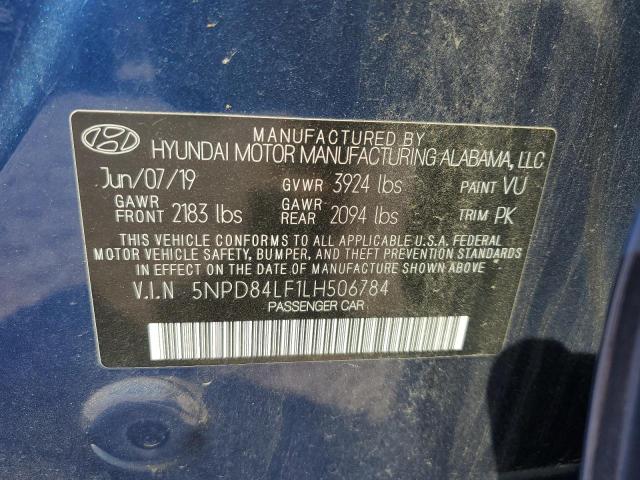 MANUFACTURED BY
HYUNDAI MOTOR MANUFACTURING ALABAMA, LLC
Jun/07/19 GVWR 3924 lbs PAINT VU
GAWR FRONT 2183 lbs GAWR REAR 2094 lbs TRIM PK
THIS VEHICLE CONFORMS TO ALL APPLICABLE U.S.A. FEDERAL
MOTOR VEHICLE SAFETY, BUMPER, AND THEFT PREVENTION STANDARDS
IN EFFECT ON THE DATE OF MANUFACTURE SHOWN ABOVE.
V.I.N 5NPD84LF1LH506784
PASSENGER CAR